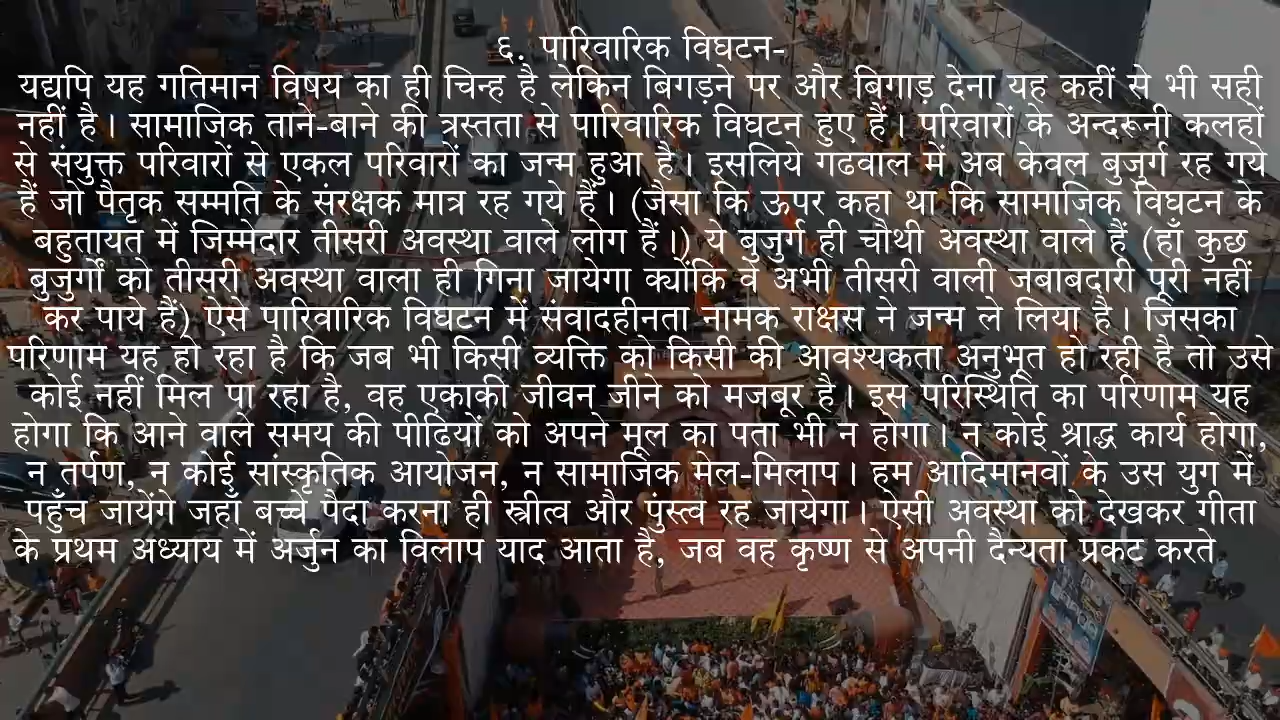 ६. पारिवारिक विघटन-
यद्यपि यह गतिमान विषय का ही चिन्ह है लेकिन बिगड़ने पर और बिगाड़ देना यह कहीं से भी सही
नहीं है। सामाजिक ताने-बाने की त्रस्तता से पारिवारिक विघटन हुए हैं। परिवारों के अन्दरूनी कलहों
से संयुक्त परिवारों से एकल परिवारों का जन्म हुआ है। इसलिये गढवाल में अब केवल बुजुर्ग रह गये
हैं जो पैतृक सम्मति के संरक्षक मात्र रह गये हैं। (जैसा कि ऊपर कहा था कि सामाजिक विघटन के
बहुतायत में जिम्मेदार तीसरी अवस्था वाले लोग हैं।) ये बुजुर्ग ही चौथी अवस्था वाले हैं (हाँ कुछ
बुजुर्गों को तीसरी अवस्था वाला ही गिना जायेगा क्योंकि वे अभी तीसरी वाली जबाबदारी पूरी नहीं
कर पाये हैं) ऐसे पारिवारिक विघटन में संवादहीनता नामक राक्षस ने जन्म ले लिया है। जिसका
परिणाम यह हो रहा है कि जब भी किसी व्यक्ति को किसी की आवश्यकता अनुभूत हो रही है तो उसे
कोई नहीं मिल पा रहा है, वह एकाकी जीवन जीने को मजबूर है। इस परिस्थिति का परिणाम यह
होगा कि आने वाले समय की पीढियों को अपने मूल का पता भी न होगा। न कोई श्राद्ध कार्य होगा,
न तर्पण, न कोई सांस्कृतिक आयोजन, न सामाजिक मेल-मिलाप। हम आदिमानवों के उस युग में
पहुँच जायेंगे जहाँ बच्चे पैदा करना ही स्त्रीत्व और पुंस्त्व रह जायेगा। ऐसी अवस्था को देखकर गीता
के प्रथम अध्याय में अर्जुन का विलाप याद आता है, जब वह कृष्ण से अपनी दैन्यता प्रकट करते